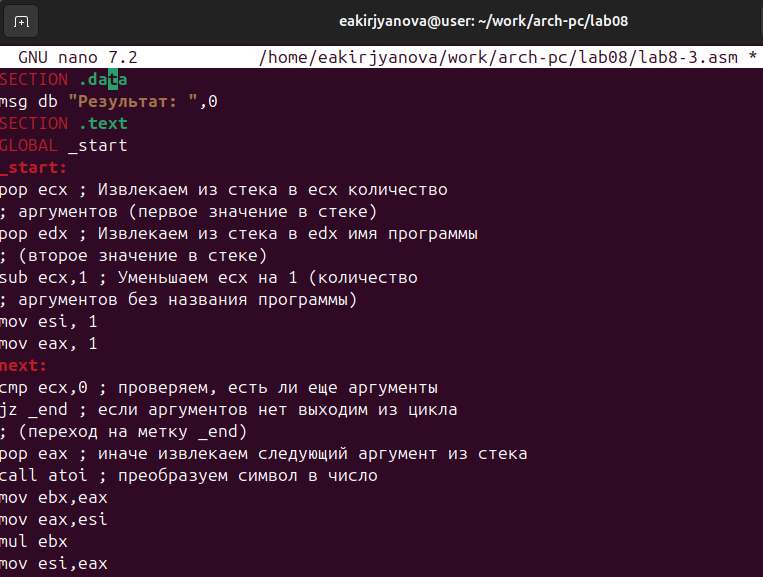 eakirjyanova@user: ~/work/arch-pc/lab08
GNU nano 7.2 /home/eakirjyanova/work/arch-pc/lab08/lab8-3.asm *
SECTION .data
msg db "Результат: ",0
SECTION .text
GLOBAL _start
_start:
pop ecx ; Извлекаем из стека в ecx количество
; аргументов (первое значение в стеке)
pop edx ; Извлекаем из стека в edx имя программы
; (второе значение в стеке)
sub ecx,1 ; Уменьшаем ecx на 1 (количество
; аргументов без названия программы)
mov esi, 1
mov eax, 1
next:
cmp ecx,0 ; проверяем, есть ли еще аргументы
jz _end ; если аргументов нет выходим из цикла
; (переход на метку _end)
pop eax ; иначе извлекаем следующий аргумент из стека
call atoi ; преобразуем символ в число
mov ebx,eax
mov eax,esi
mul ebx
mov esi,eax